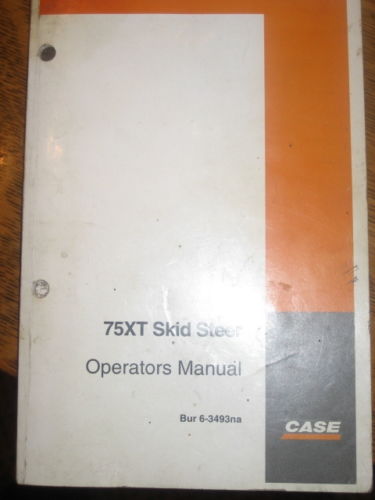 75XT Skid Steer
Operators Manual
Bur 6-3493na
CASE